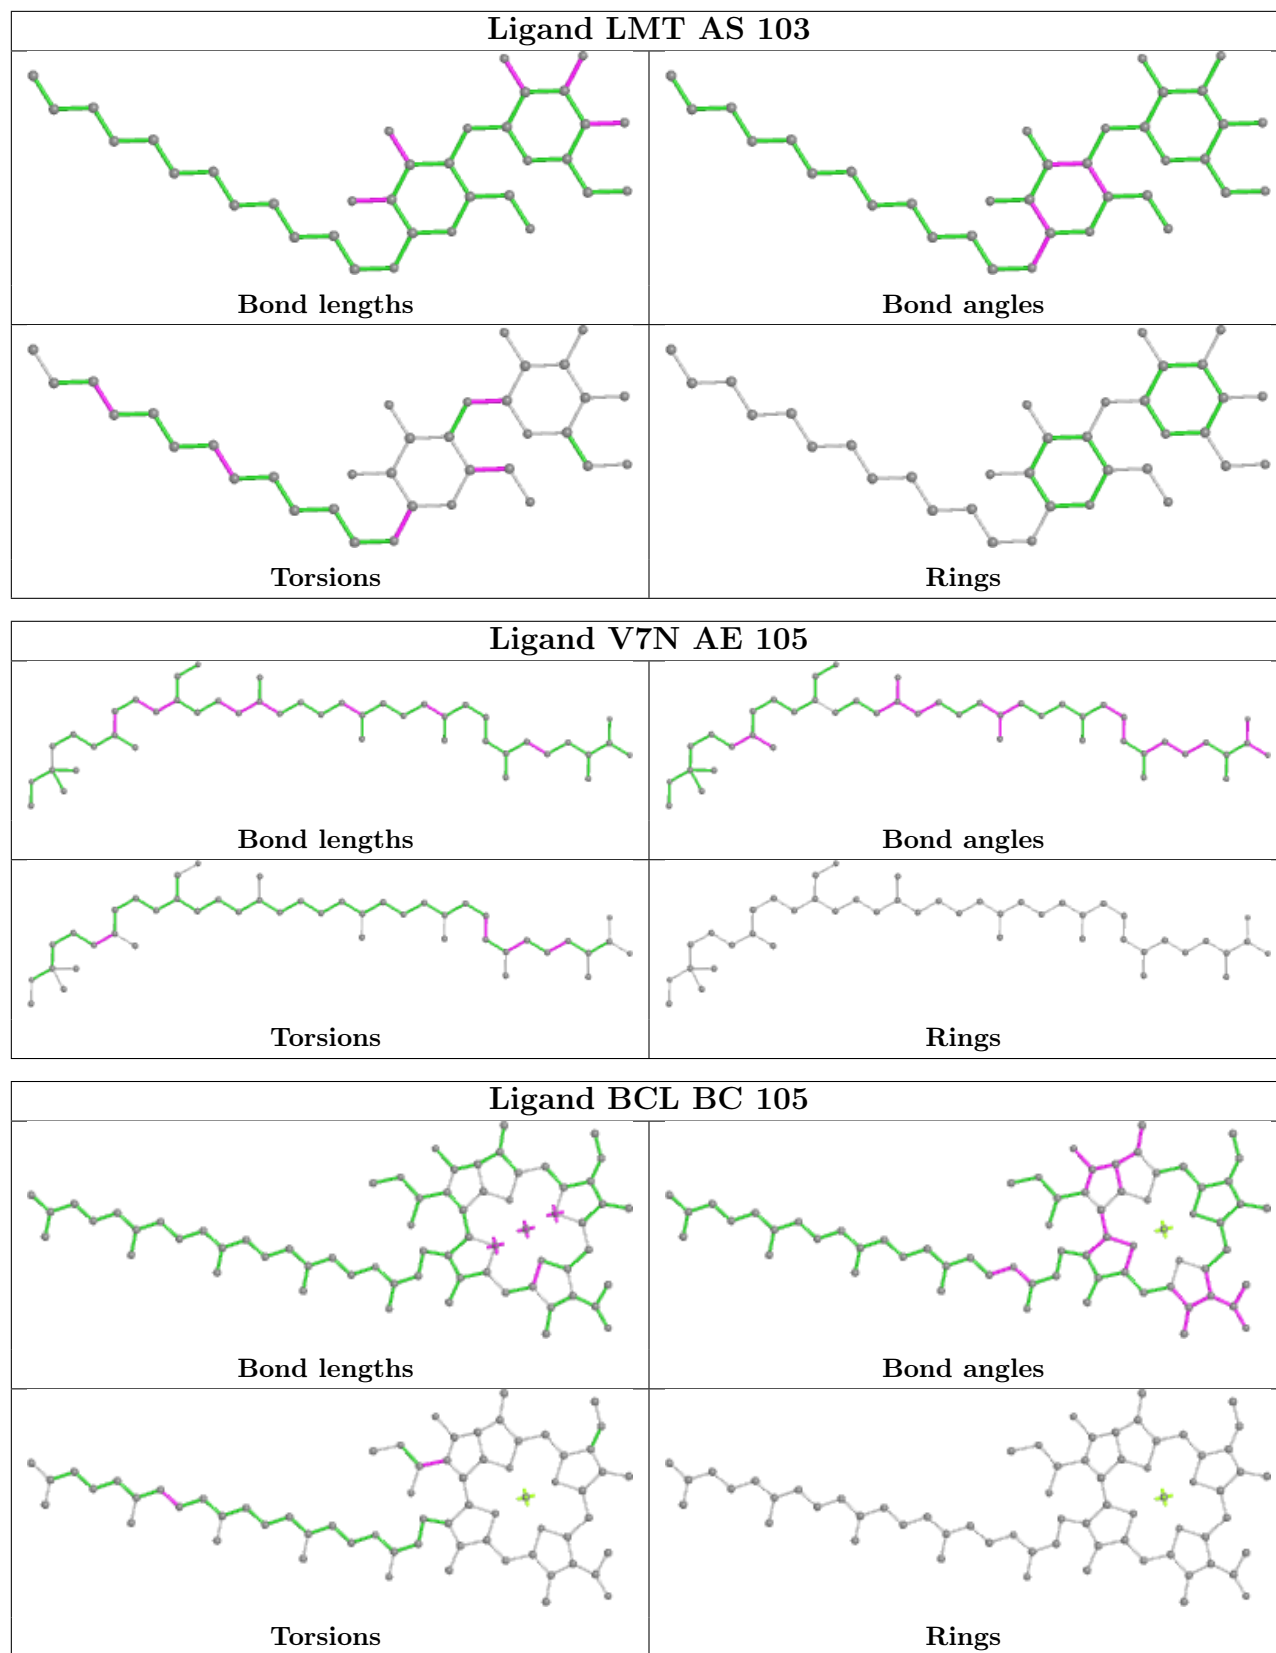 Ligand LMT AS 103
Bond lengths
Bond angles
Torsions
Rings
Ligand V7N AE 105
Bond lengths
Bond angles
Torsions
Rings
Ligand BCL BC 105
Bond lengths
Bond angles
Torsions
Rings